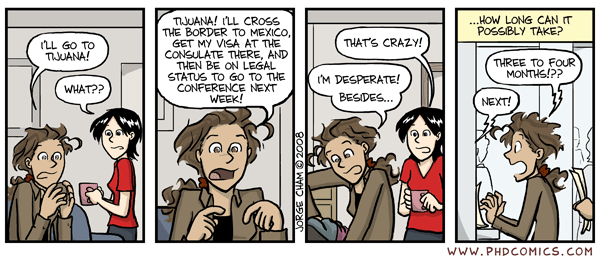 I'LL GO TO
TIJUANA!
WHAT??
TIJUANA! I'LL CROSS
THE BORDER TO MEXICO,
GET MY VISA AT THE
CONSULATE THERE, AND
THEN BE ON LEGAL
STATUS TO GO TO THE
CONFERENCE NEXT
WEEK!
JORGE CHAM © 2008
THAT'S CRAZY!
I'M DESPERATE!
BESIDES...
...HOW LONG CAN IT
POSSIBLY TAKE?
THREE TO FOUR
MONTHS!??
NEXT!
WWW.PHDCOMICS.COM